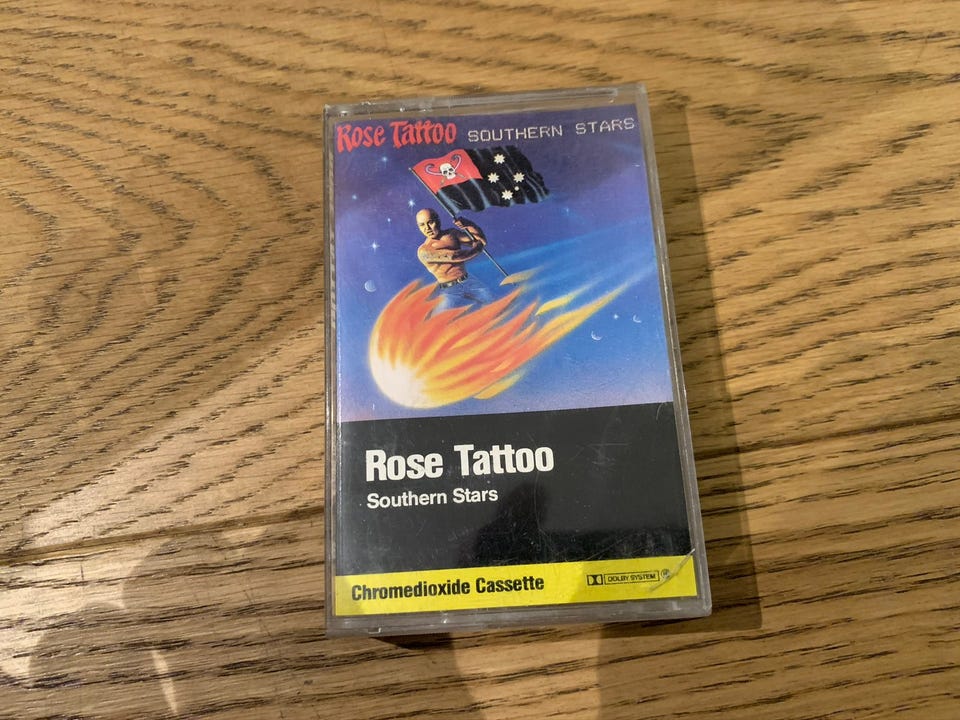 Rose Tattoo SOUTHERN STARS
Rose Tattoo
Southern Stars
Chromedioxide Cassette
DOLBY SYSTEM